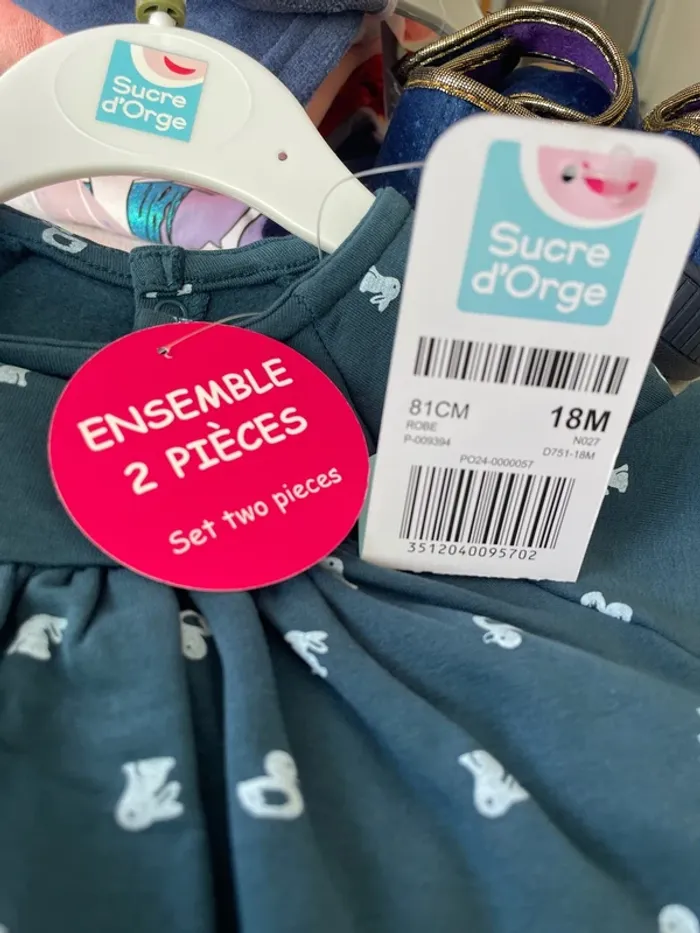 Sucre
d'Orge
Sucre
d'Orge
ENSEMBLE
2 PIÈCES
Set two pieces
81CM
18M
ROBE
N027
P-009394
D751-18M
PO24-0000057
3512040095702